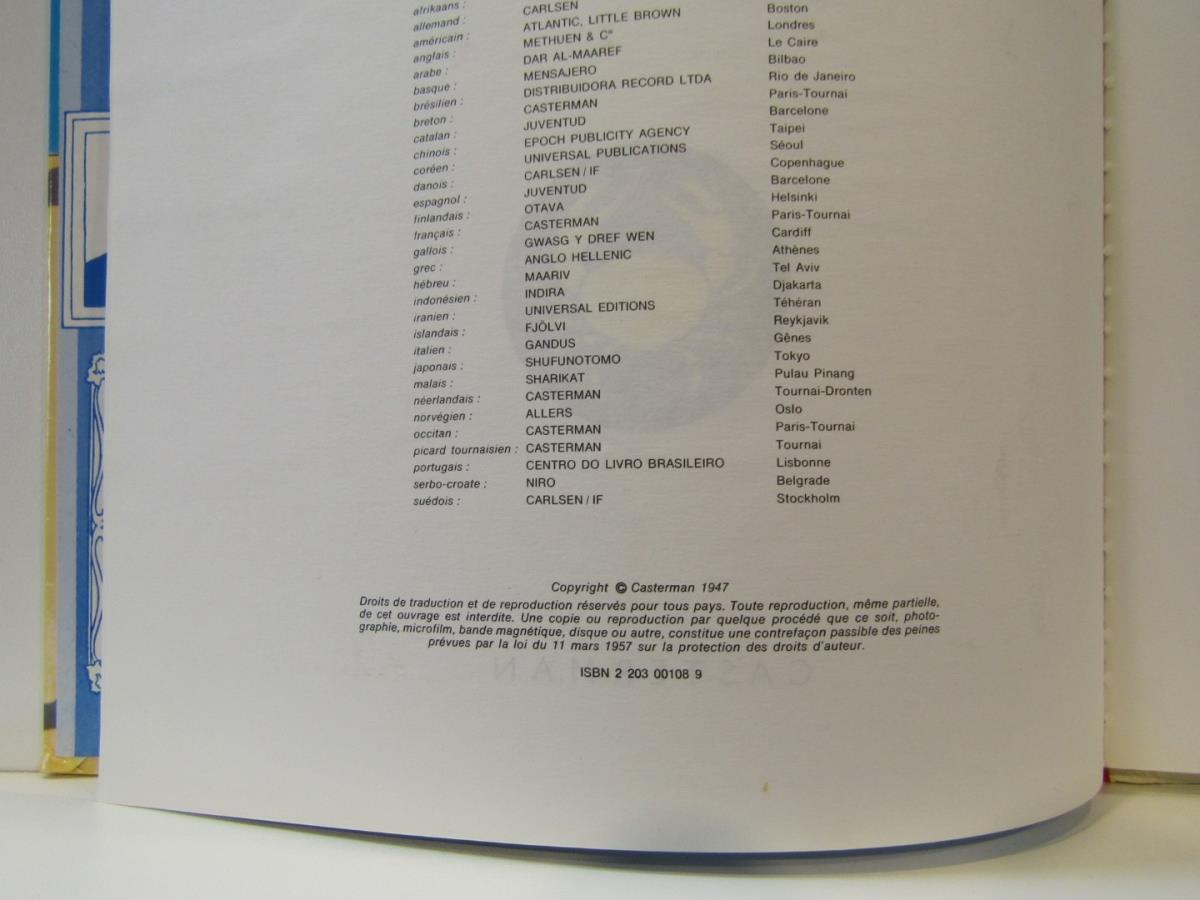 afrikaans :
allemand : CARLSEN
américain : ATLANTIC, LITTLE BROWN Boston
anglais : METHUEN & C° Londres
arabe : DAR AL-MAAREF Le Caire
basque : MENSAJERO Bilbao
brésilien : DISTRIBUIDORA RECORD LTDA Rio de Janeiro
breton : CASTERMAN Paris-Tournai
catalan : JUVENTUD Barcelone
chinois : EPOCH PUBLICITY AGENCY Taipei
coréen : UNIVERSAL PUBLICATIONS Séoul
danois : CARLSEN / IF Copenhague
espagnol : JUVENTUD Barcelone
finlandais : OTAVA Helsinki
français : CASTERMAN Paris-Tournai
gallois : GWASG Y DREF WEN Cardiff
grec : ANGLO HELLENIC Athènes
hébreu : MAARIV Tel Aviv
indonésien : INDIRA Djakarta
iranien : UNIVERSAL EDITIONS Téhéran
islandais : FJÖLVI Reykjavik
italien : GANDUS Gênes
japonais : SHUFUNOTOMO Tokyo
malais : SHARIKAT Pulau Pinang
néerlandais : CASTERMAN Tournai-Dronten
norvégien : ALLERS Oslo
occitan : CASTERMAN Paris-Tournai
picard tournaisien : CASTERMAN Tournai
portugais : CENTRO DO LIVRO BRASILEIRO Lisbonne
serbo-croate : NIRO Belgrade
suédois : CARLSEN / IF Stockholm
Copyright © Casterman 1947
Droits de traduction et de reproduction réservés pour tous pays. Toute reproduction, même partielle,
de cet ouvrage est interdite. Une copie ou reproduction par quelque procédé que ce soit, photo-
graphie, microfilm, bande magnétique, disque ou autre, constitue une contrefaçon passible des peines
prévues par la loi du 11 mars 1957 sur la protection des droits d'auteur.
ISBN 2 203 00108 9